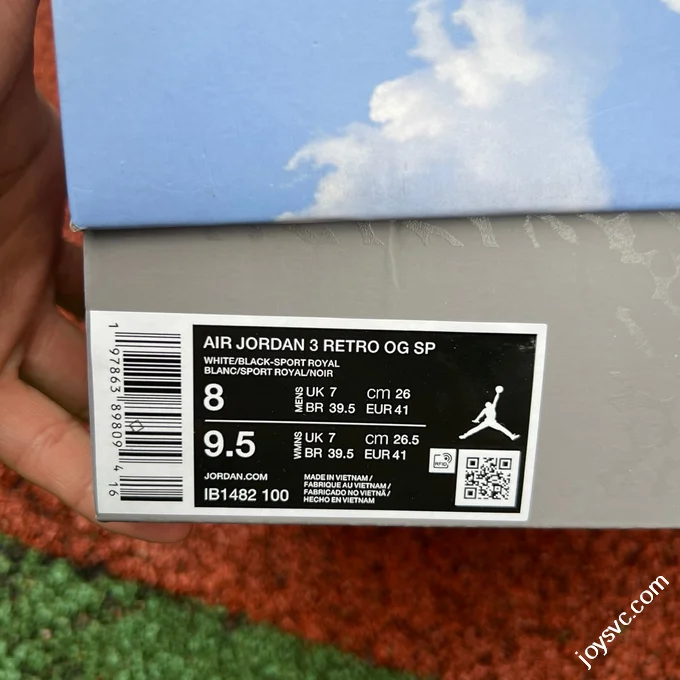 AIR JORDAN 3 RETRO OG SP
WHITE/BLACK-SPORT ROYAL
BLANC/SPORT ROYAL/NOIR
8 MENS UK 7 cm 26
BR 39.5 EUR 41
9.5 WMNS UK 7 cm 26.5
BR 39.5 EUR 41
RFID
JORDAN.COM
IB1482 100
MADE IN VIETNAM/
FABRIQUE AU VIETNAM/
FABRICADO NO VIETNÃ/
HECHO EN VIETNAM
1 97863 89809 4 16
joysvc.com